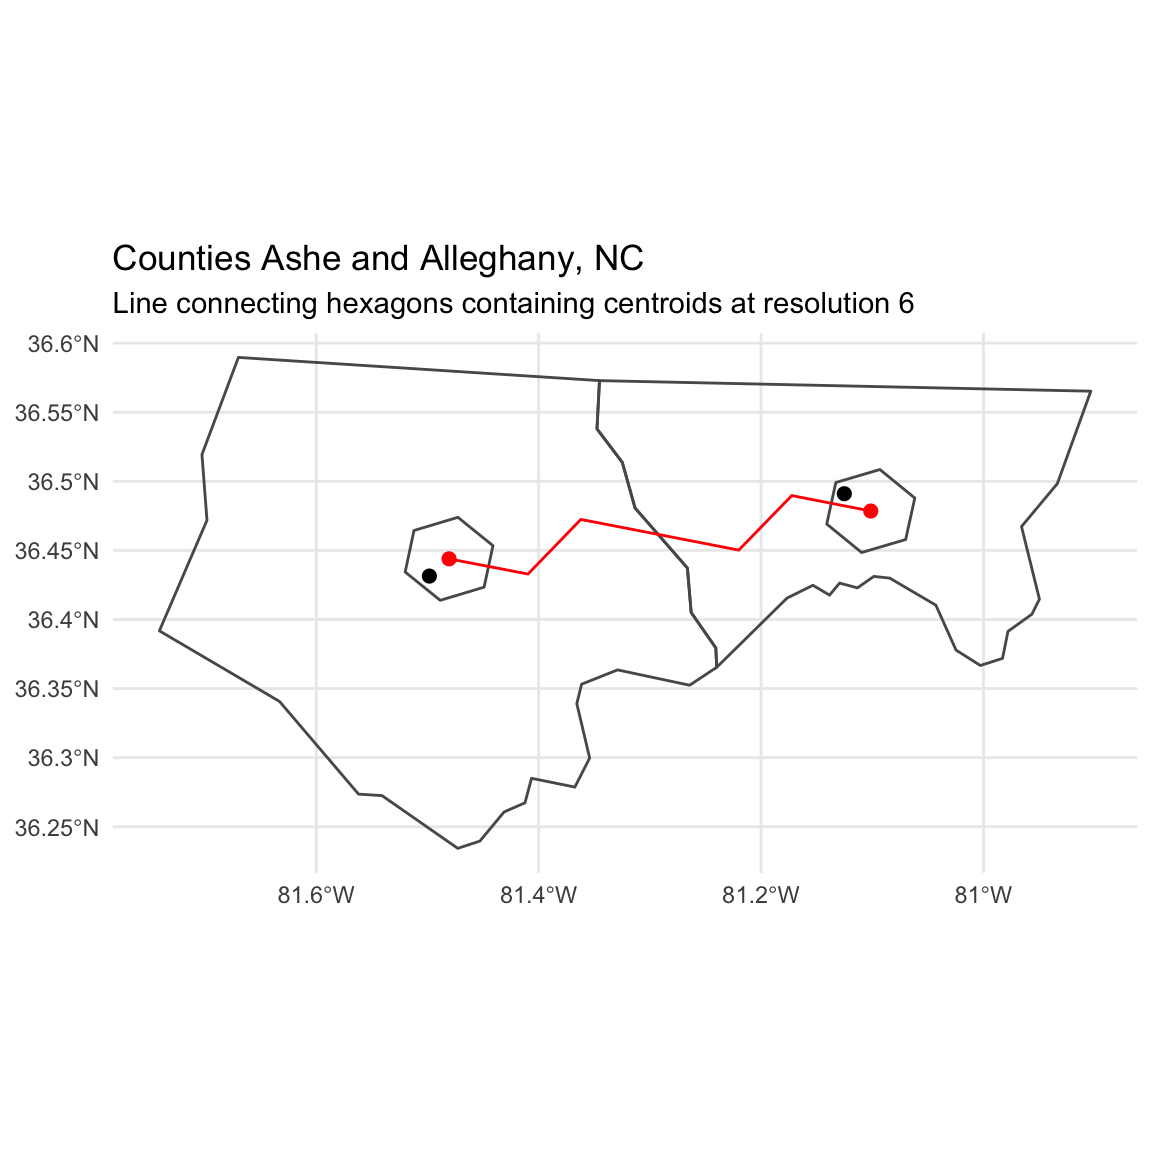 Counties Ashe and Alleghany, NC
Line connecting hexagons containing centroids at resolution 6
36.6°N
36.55°N
36.5°N
36.45°N
36.4°N
36.35°N
36.3°N
36.25°N
81.6°W 81.4°W 81.2°W 81°W